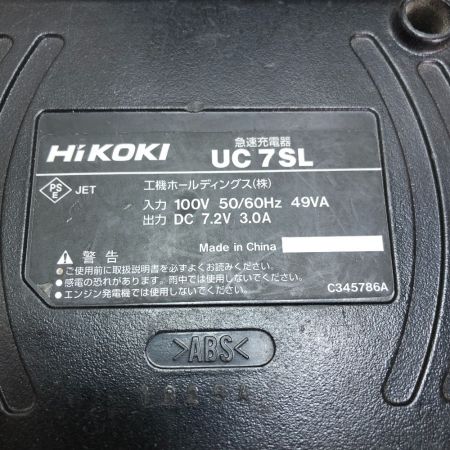 HiKOKI
急速充電器
UC 7SL
PS
E
JET
工機ホールディングス(株)
入力 100V 50/60Hz 49VA
出力 DC 7.2V 3.0A
Made in China
警告
●ご使用前に取扱説明書を必ずよくお読みください。
●感電の恐れがあります。雨中では使用しないでください。
●エンジン発電機では使用しないでください。
C345786A
>ABS<